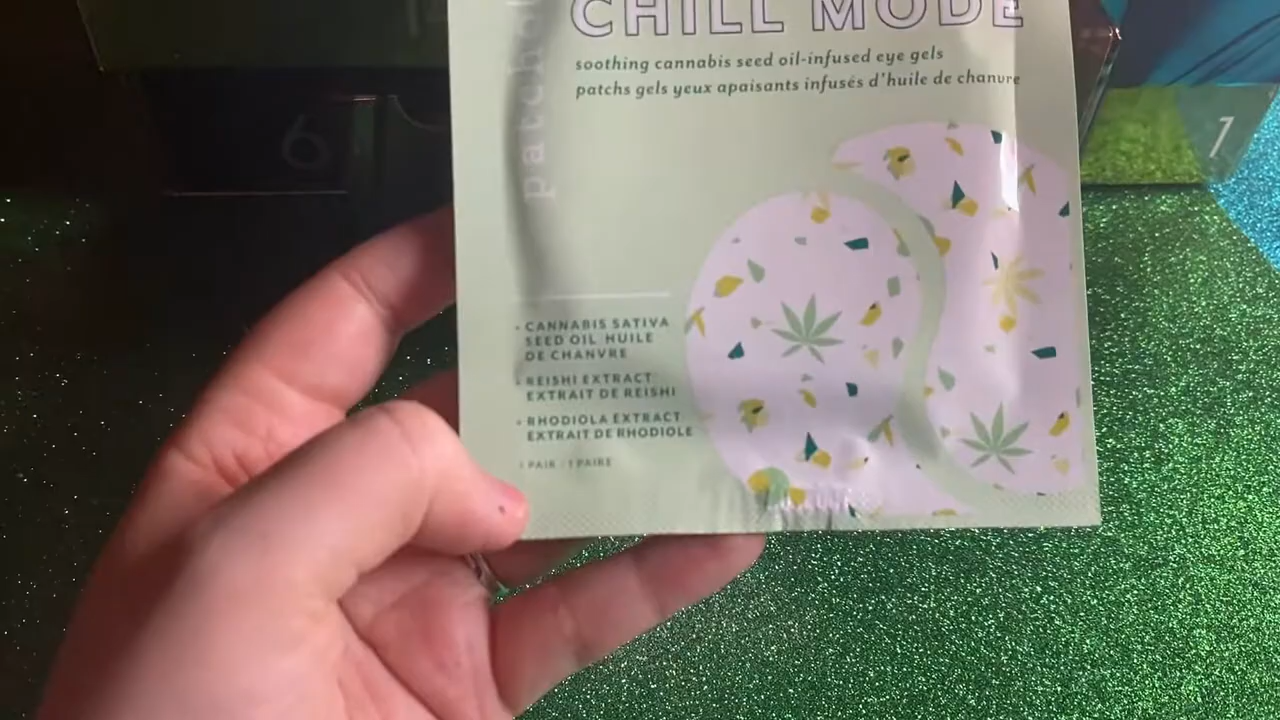 CHILL MODE
soothing cannabis seed oil-infused eye gels
patchs gels yeux apaisants infusés d'huile de chanvre
• CANNABIS SATIVA
SEED OIL HUILE
DE CHANVRE
• REISHI EXTRACT
EXTRAIT DE REISHI
• RHODIOLA EXTRACT
EXTRAIT DE RHODIOLE
1 PAIR / 1 PAIRE
6
1